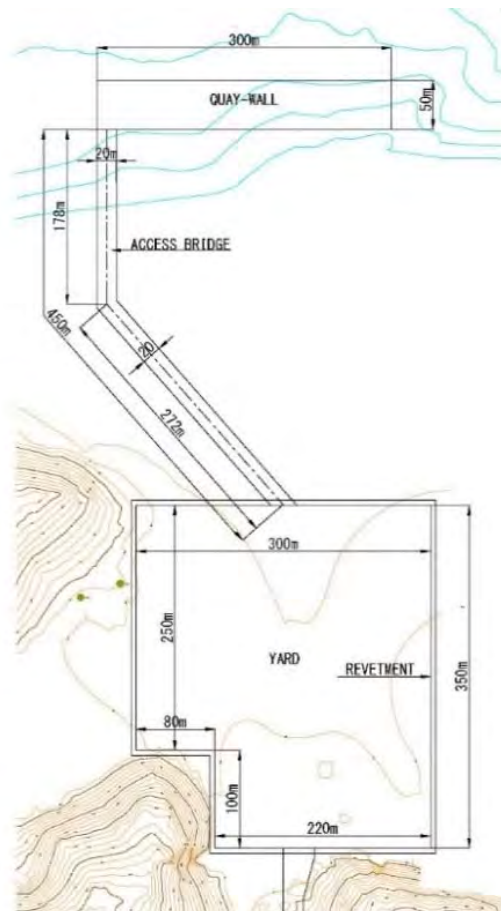 300m
QUAY-WALL
50m
20m
178m
ACCESS BRIDGE
450m
20
272m
300m
250m
YARD
REVETMENT
350m
80m
100m
220m